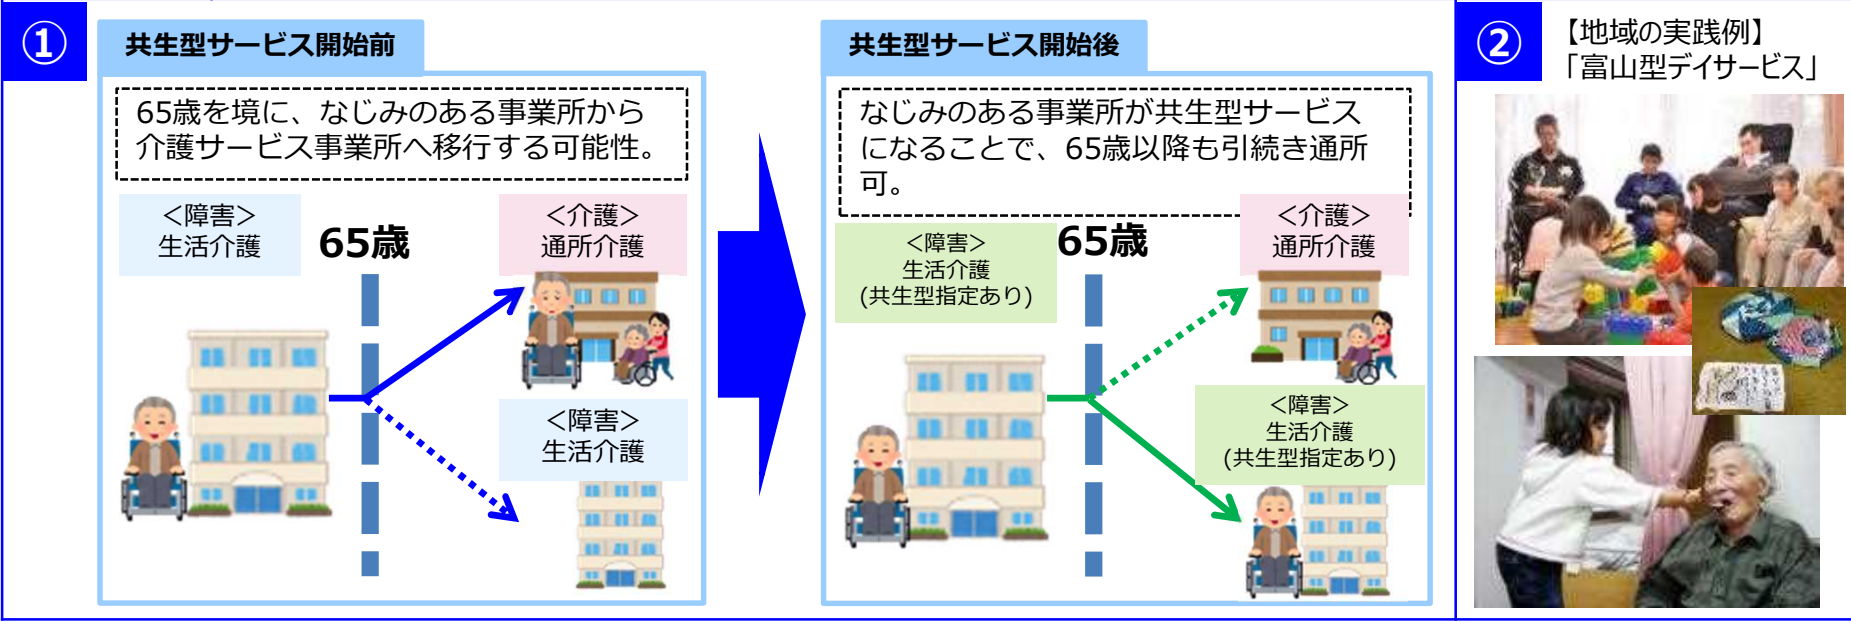 ①
共生型サービス開始前
65歳を境に、なじみのある事業所から
介護サービス事業所へ移行する可能性。
＜障害＞
生活介護
65歳
＜介護＞
通所介護
＜障害＞
生活介護
共生型サービス開始後
なじみのある事業所が共生型サービス
になることで、65歳以降も引続き通所
可。
＜障害＞
生活介護
(共生型指定あり)
65歳
＜介護＞
通所介護
＜障害＞
生活介護
(共生型指定あり)
②
【地域の実践例】
「富山型デイサービス」